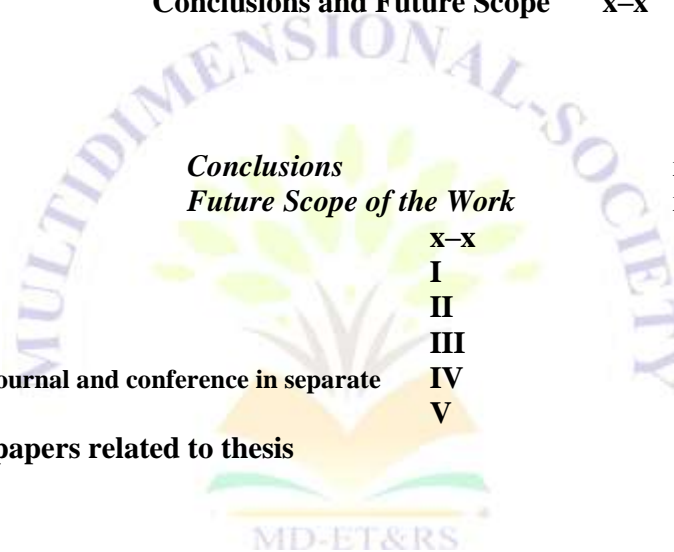 Conclusions and Future Scope x–x
MULTIDIMENSIONAL-SOCIETY
Conclusions
Future Scope of the Work
x–x
I
II
III
journal and conference in separate IV
V
papers related to thesis
MD-ET&RS